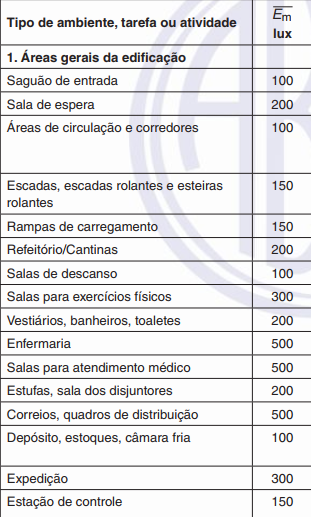 Tipo de ambiente, tarefa ou atividade Em lux
1. Áreas gerais da edificação
Saguão de entrada 100
Sala de espera 200
Áreas de circulação e corredores 100
Escadas, escadas rolantes e esteiras 150
rolantes
Rampas de carregamento 150
Refeitório/Cantinas 200
Salas de descanso 100
Salas para exercícios físicos 300
Vestiários, banheiros, toaletes 200
Enfermaria 500
Salas para atendimento médico 500
Estufas, sala dos disjuntores 200
Correios, quadros de distribuição 500
Depósito, estoques, câmara fria 100
Expedição 300
Estação de controle 150